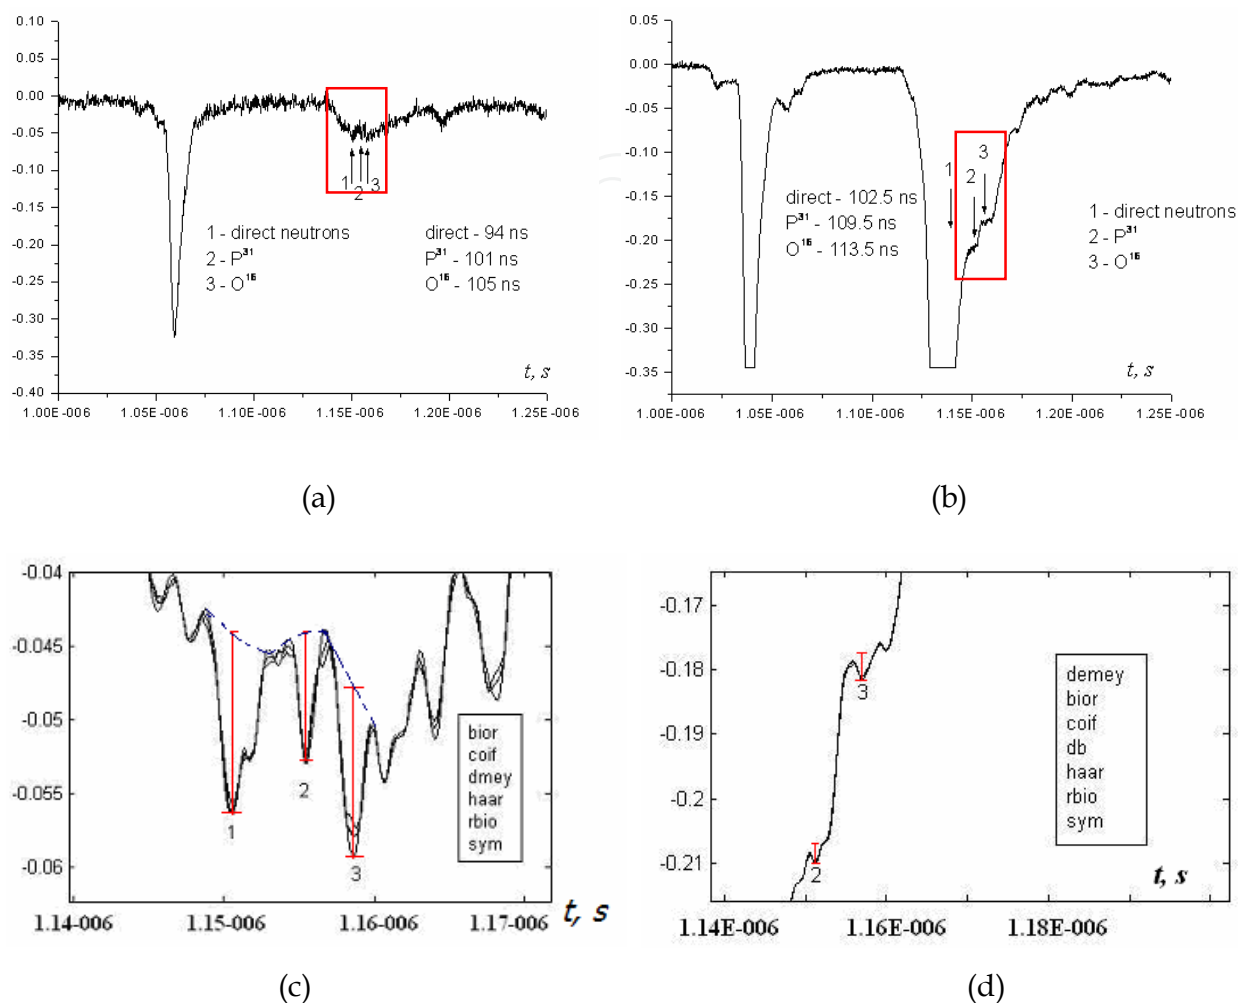 0.10
0.05
0.00
-0.05
-0.10
-0.15
-0.20
-0.25
-0.30
-0.35
-0.40
1 2 3
1 - direct neutrons
2 - P³¹
3 - O¹⁶
direct - 94 ns
P³¹ - 101 ns
O¹⁶ - 105 ns
t, s
1.00E-006 1.05E-006 1.10E-006 1.15E-006 1.20E-006 1.25E-006
(a)
0.05
0.00
-0.05
-0.10
-0.15
-0.20
-0.25
-0.30
-0.35
1 2 3
direct - 102.5 ns
P³¹ - 109.5 ns
O¹⁶ - 113.5 ns
1 - direct neutrons
2 - P³¹
3 - O¹⁶
t, s
1.00E-006 1.05E-006 1.10E-006 1.15E-006 1.20E-006 1.25E-006
(b)
-0.04
-0.045
-0.05
-0.055
-0.06
1 2 3
bior
coif
dmey
haar
rbio
sym
1.14-006 1.15-006 1.16-006 1.17-006 t, s
(c)
-0.17
-0.18
-0.19
-0.2
-0.21
3
2
demey
bior
coif
db
haar
rbio
sym
t, s
1.14E-006 1.16E-006 1.18E-006
(d)